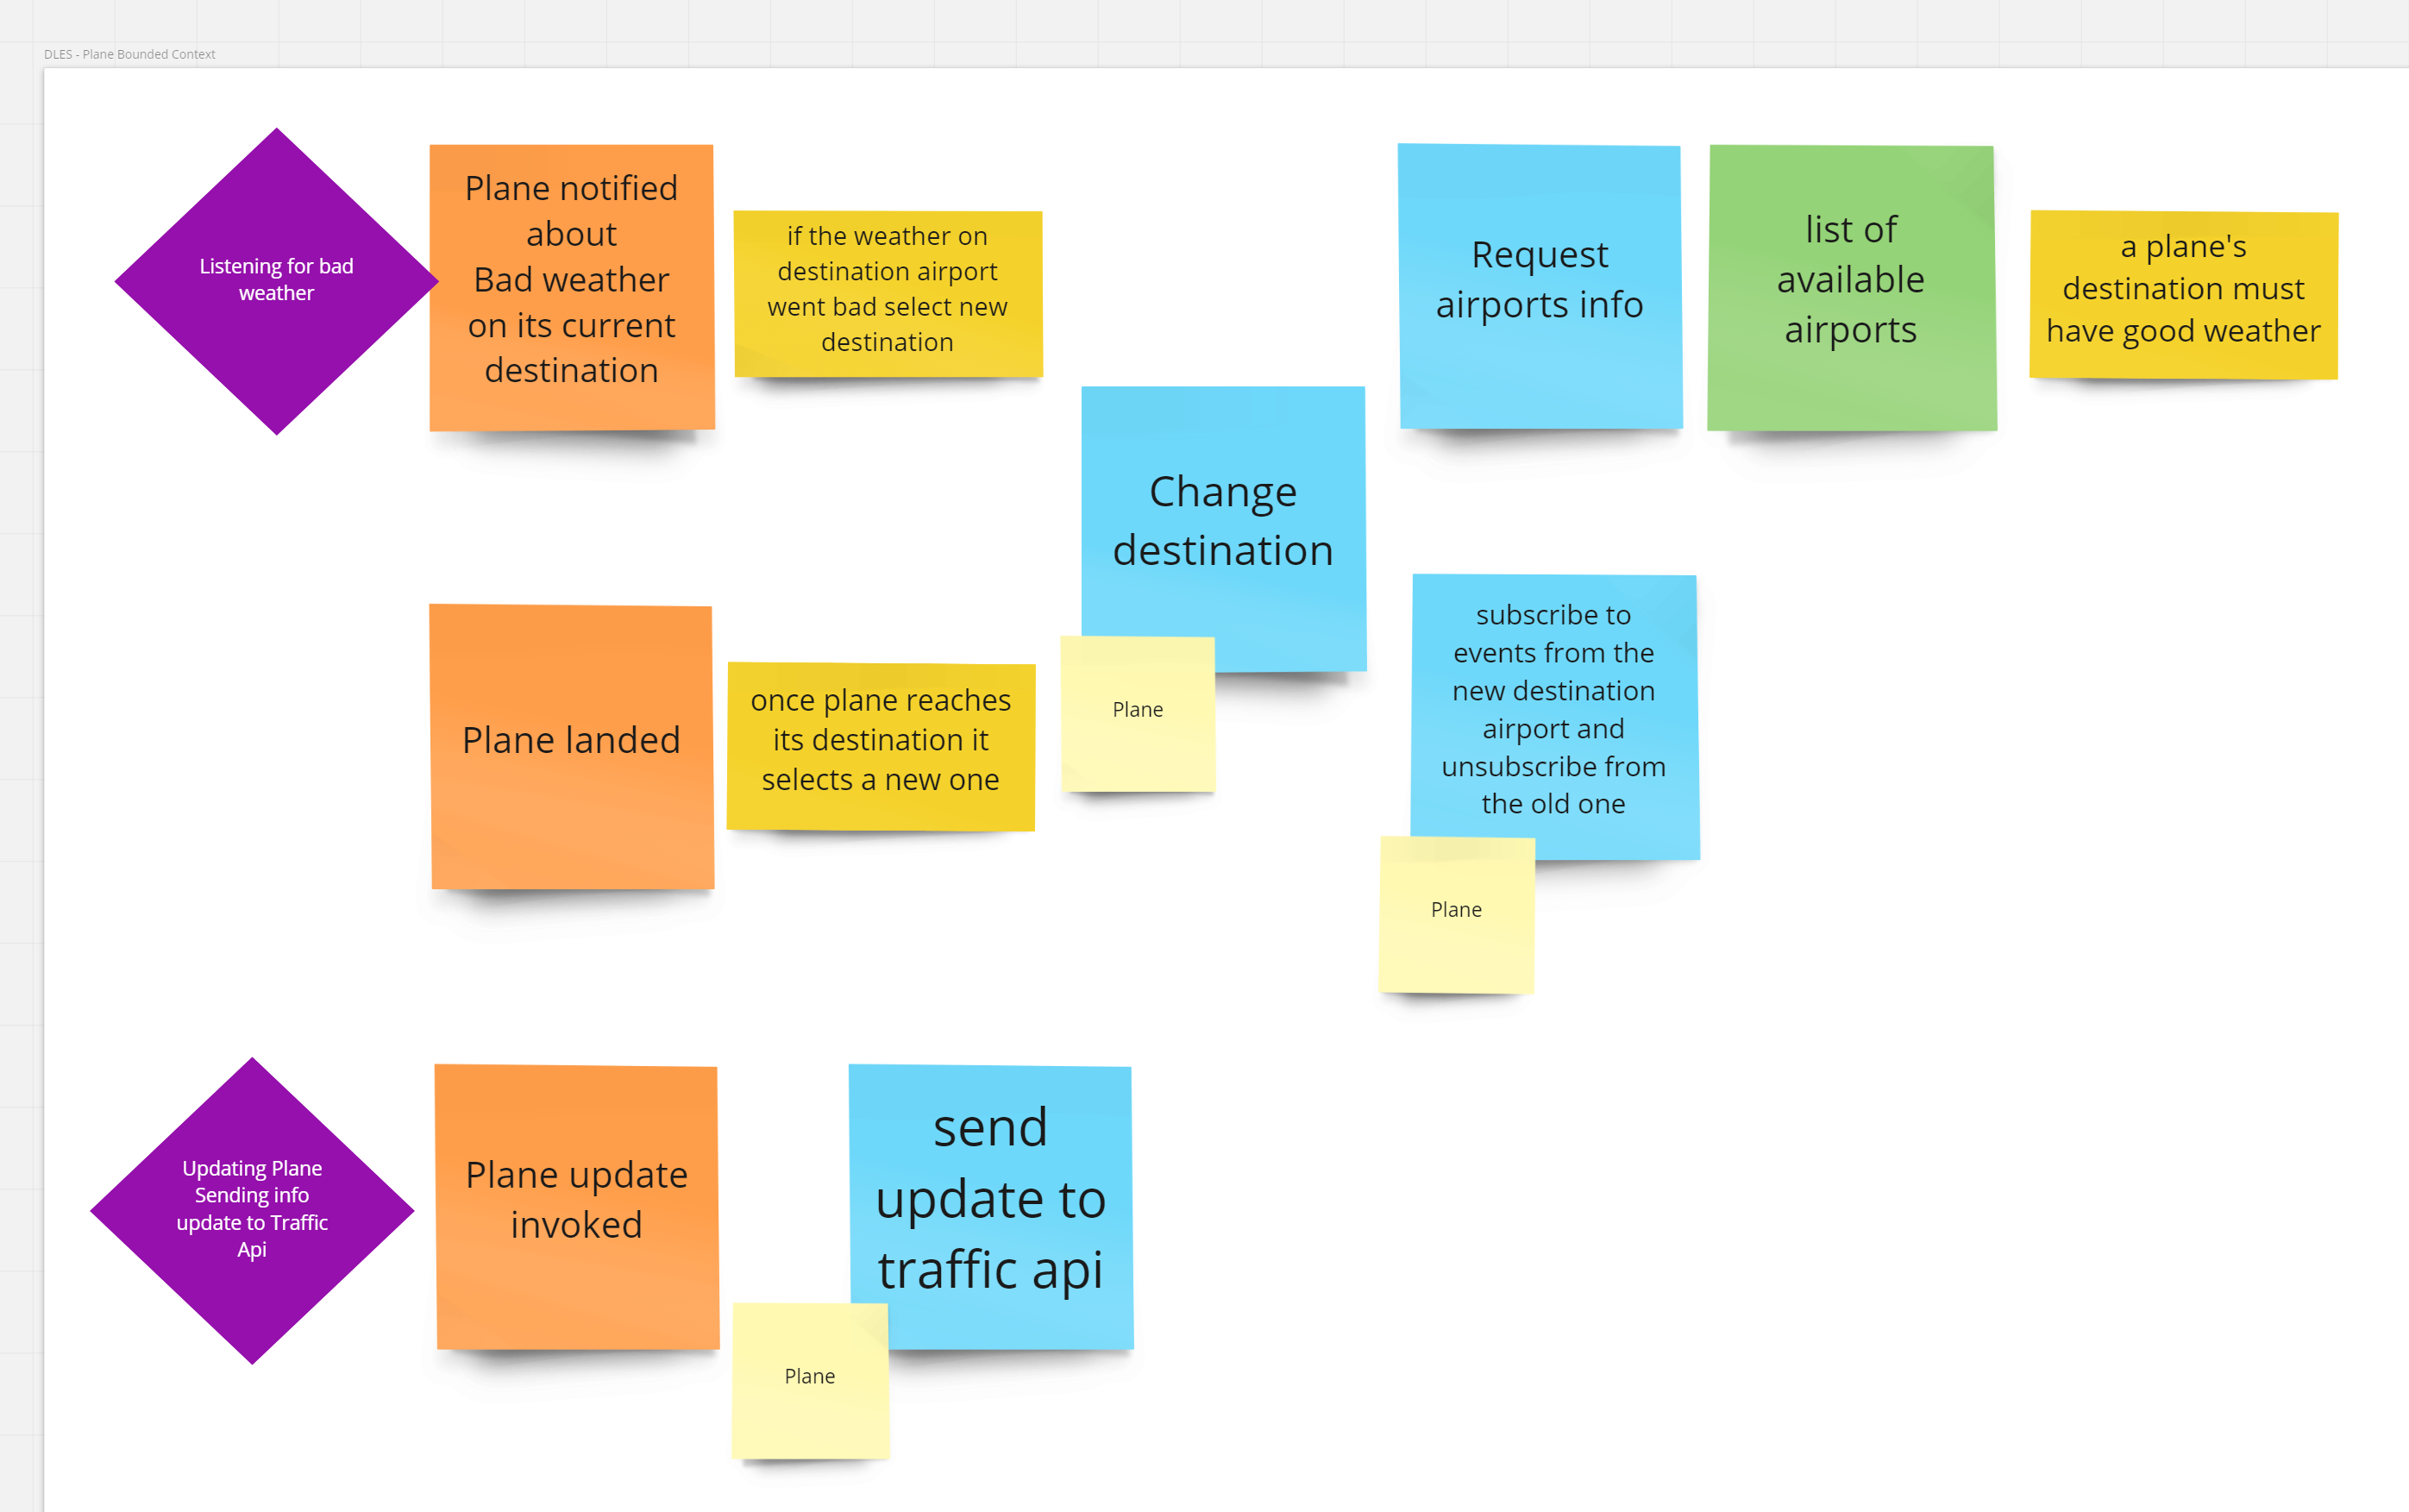 DLES - Plane Bounded Context
Listening for bad
weather
Plane notified
about
Bad weather
on its current
destination
if the weather on
destination airport
went bad select new
destination
Request
airports info
list of
available
airports
a plane's
destination must
have good weather
Change
destination
Plane
Plane landed
once plane reaches
its destination it
selects a new one
subscribe to
events from the
new destination
airport and
unsubscribe from
the old one
Plane
Updating Plane
Sending info
update to Traffic
Api
Plane update
invoked
send
update to
traffic api
Plane